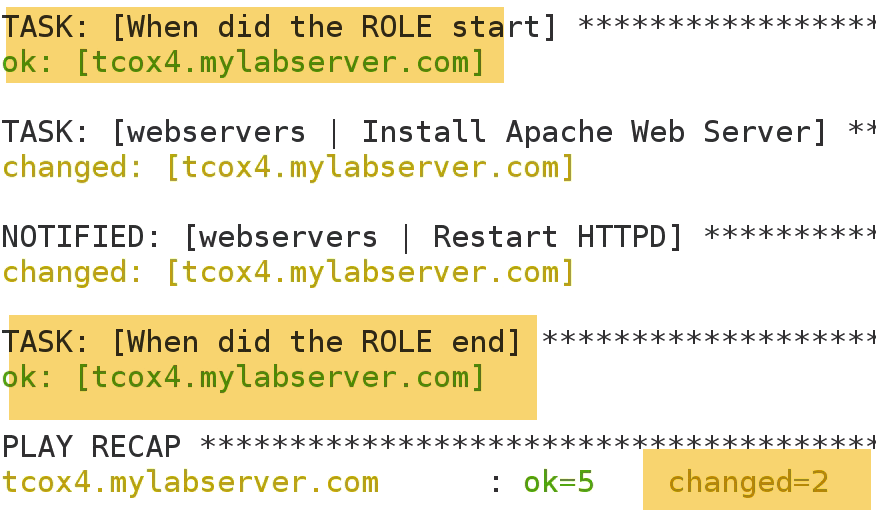 TASK: [When did the ROLE start] *****************
ok: [tcox4.mylabserver.com]
TASK: [webservers | Install Apache Web Server] **
changed: [tcox4.mylabserver.com]
NOTIFIED: [webservers | Restart HTTPD] **********
changed: [tcox4.mylabserver.com]
TASK: [When did the ROLE end] *******************
ok: [tcox4.mylabserver.com]
PLAY RECAP **************************************
tcox4.mylabserver.com : ok=5 changed=2